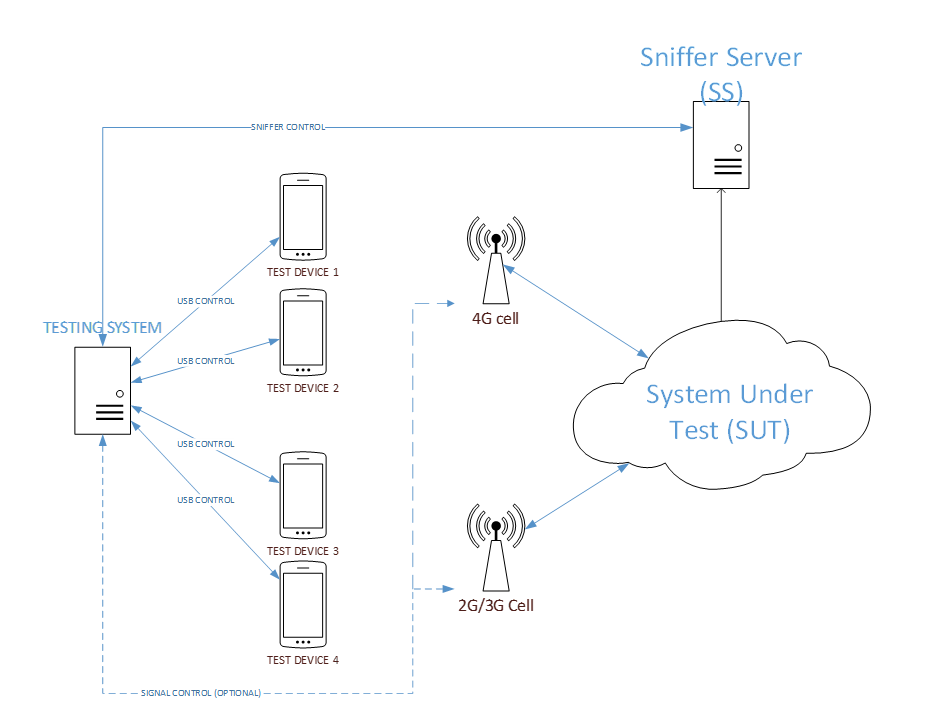 Sniffer Server
(SS)
SNIFFER CONTROL
TEST DEVICE 1
USB CONTROL
TESTING SYSTEM
4G cell
USB CONTROL
TEST DEVICE 2
System Under
Test (SUT)
USB CONTROL
USB CONTROL
TEST DEVICE 3
2G/3G Cell
TEST DEVICE 4
SIGNAL CONTROL (OPTIONAL)